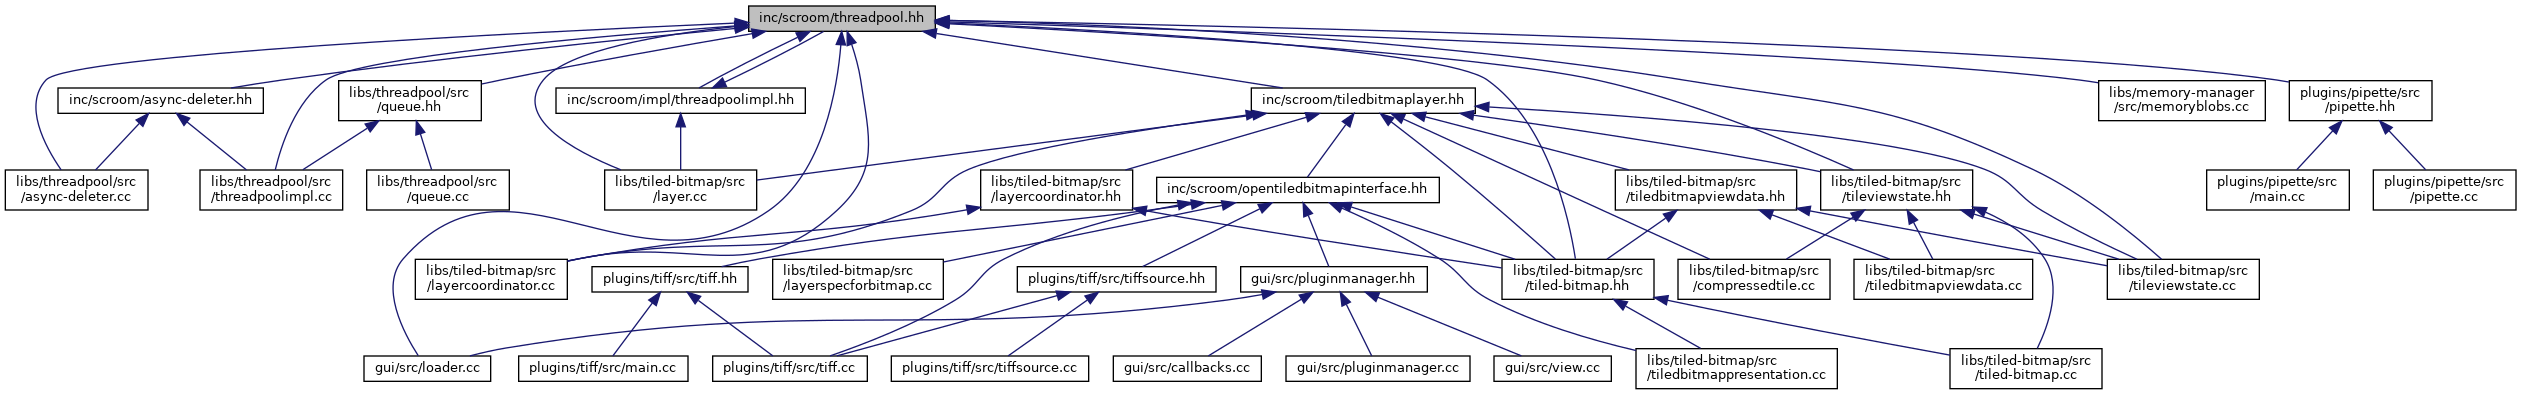 inc/scroom/threadpool.hh
inc/scroom/async-deleter.hh
libs/threadpool/src
/queue.hh
inc/scroom/impl/threadpoolimpl.hh
inc/scroom/tiledbitmaplayer.hh
libs/memory-manager
/src/memoryblobs.cc
plugins/pipette/src
/pipette.hh
libs/threadpool/src
/async-deleter.cc
libs/threadpool/src
/threadpoolimpl.cc
libs/threadpool/src
/queue.cc
libs/tiled-bitmap/src
/layer.cc
libs/tiled-bitmap/src
/layercoordinator.hh
inc/scroom/opentiledbitmapinterface.hh
libs/tiled-bitmap/src
/tiledbitmapviewdata.hh
libs/tiled-bitmap/src
/tileviewstate.hh
plugins/pipette/src
/main.cc
plugins/pipette/src
/pipette.cc
libs/tiled-bitmap/src
/layercoordinator.cc
plugins/tiff/src/tiff.hh
libs/tiled-bitmap/src
/layerspecforbitmap.cc
plugins/tiff/src/tiffsource.hh
gui/src/pluginmanager.hh
libs/tiled-bitmap/src
/tiled-bitmap.hh
libs/tiled-bitmap/src
/compressedtile.cc
libs/tiled-bitmap/src
/tiledbitmapviewdata.cc
libs/tiled-bitmap/src
/tileviewstate.cc
gui/src/loader.cc
plugins/tiff/src/main.cc
plugins/tiff/src/tiff.cc
plugins/tiff/src/tiffsource.cc
gui/src/callbacks.cc
gui/src/pluginmanager.cc
gui/src/view.cc
libs/tiled-bitmap/src
/tiledbitmappresentation.cc
libs/tiled-bitmap/src
/tiled-bitmap.cc